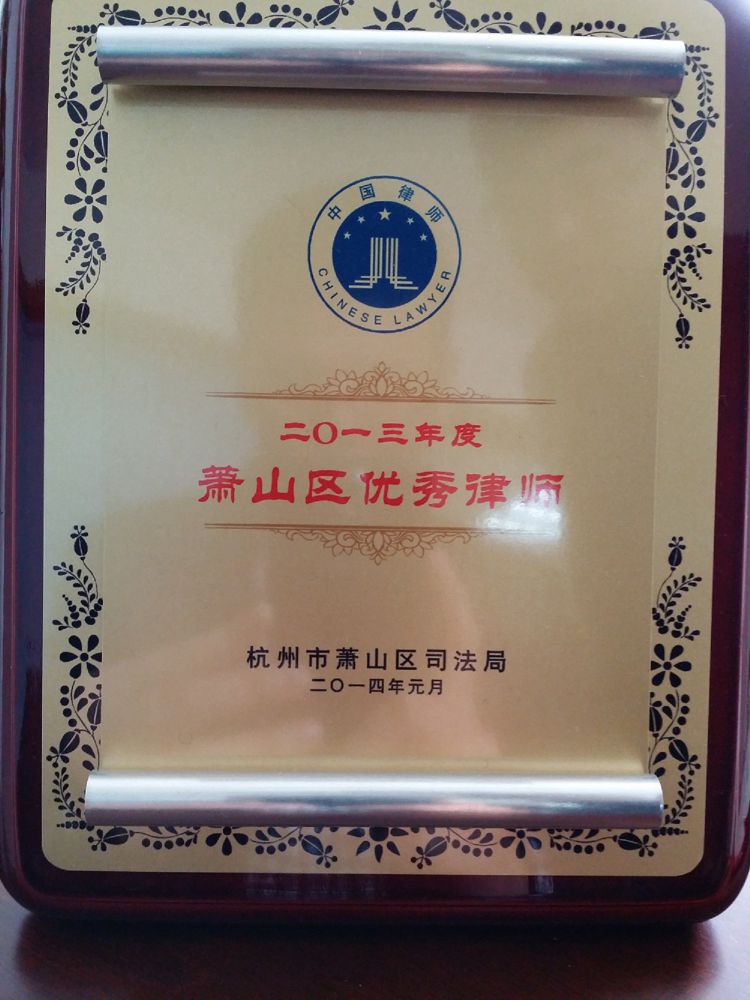 中国律师
CHINESE LAWYER
二〇一三年度
萧山区优秀律师
杭州市萧山区司法局
二〇一四年元月